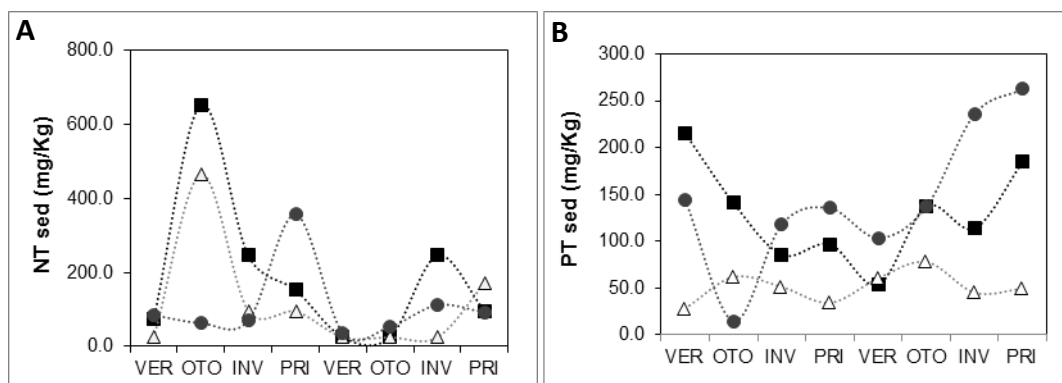 A
NT sed (mg/Kg)
800.0
600.0
400.0
200.0
0.0
VER OTO INV PRI VER OTO INV PRI
B
PT sed (mg/Kg)
300.0
250.0
200.0
150.0
100.0
50.0
0.0
VER OTO INV PRI VER OTO INV PRI